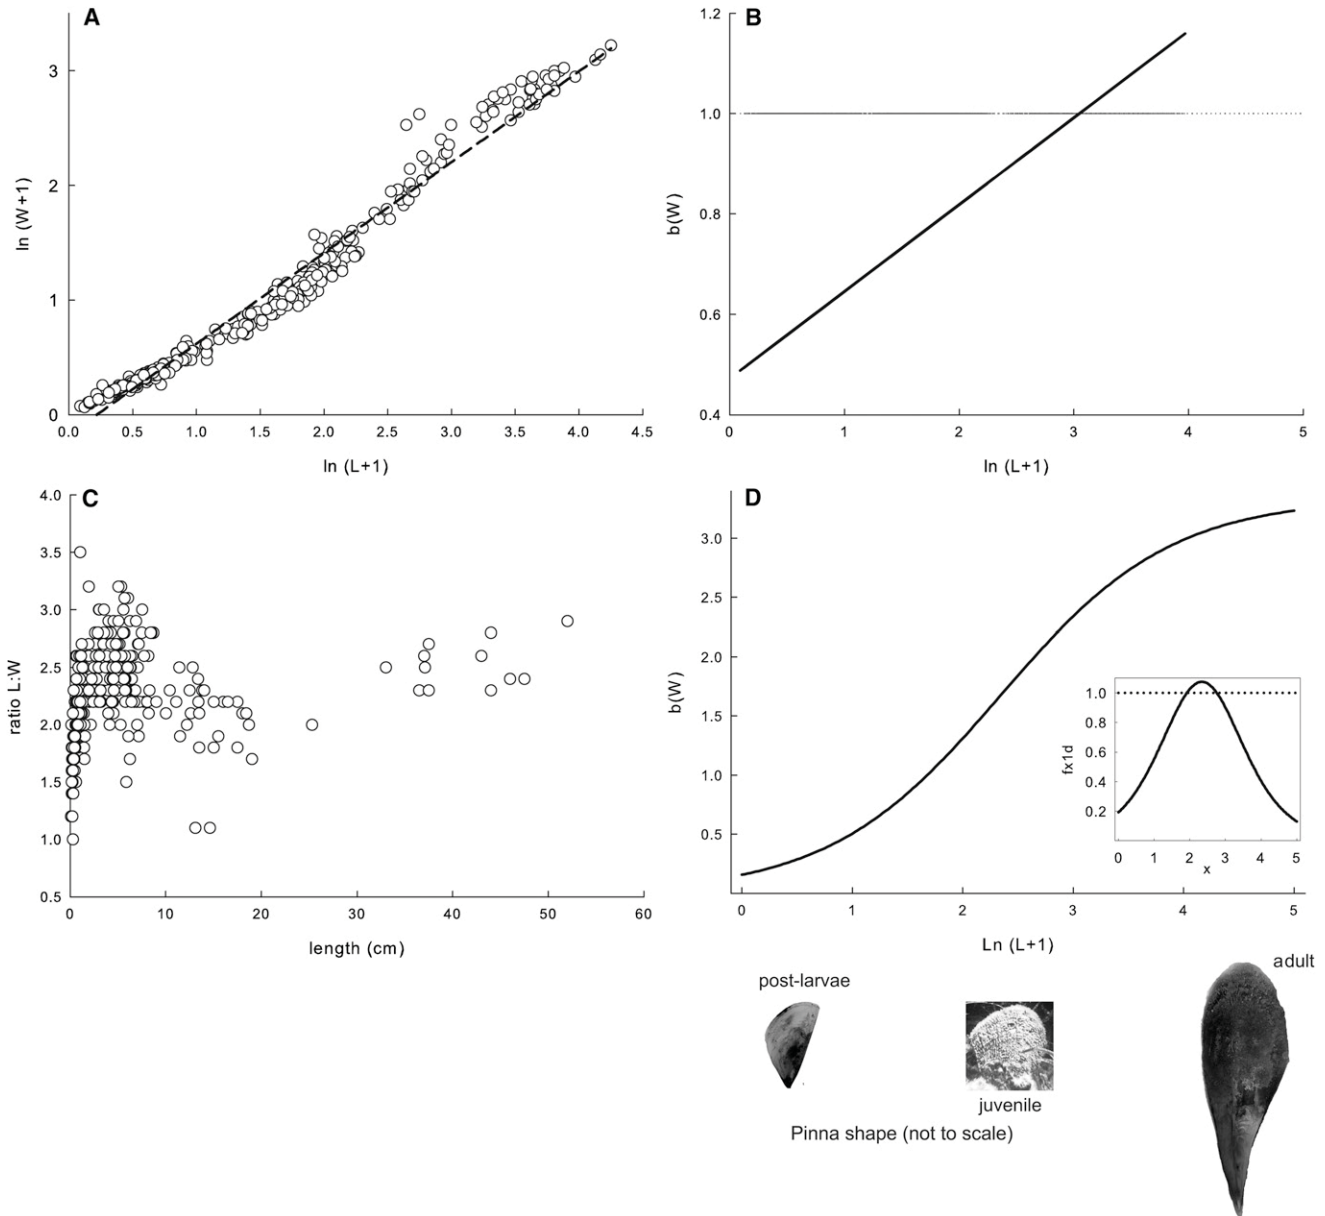 A
3
2
1
0
0.0 0.5 1.0 1.5 2.0 2.5 3.0 3.5 4.0 4.5
ln (W+1)
ln (L+1)
B
1.2
1.0
0.8
0.6
0.4
0 1 2 3 4 5
b(W)
ln (L+1)
C
4.0
3.5
3.0
2.5
2.0
1.5
1.0
0.5
0 10 20 30 40 50 60
ratio L:W
length (cm)
D
3.0
2.5
2.0
1.5
1.0
0.5
0 1 2 3 4 5
b(W)
Ln (L+1)
1.0
0.8
0.6
0.4
0.2
0 1 2 3 4 5
fx1d
x
post-larvae
juvenile
adult
Pinna shape (not to scale)